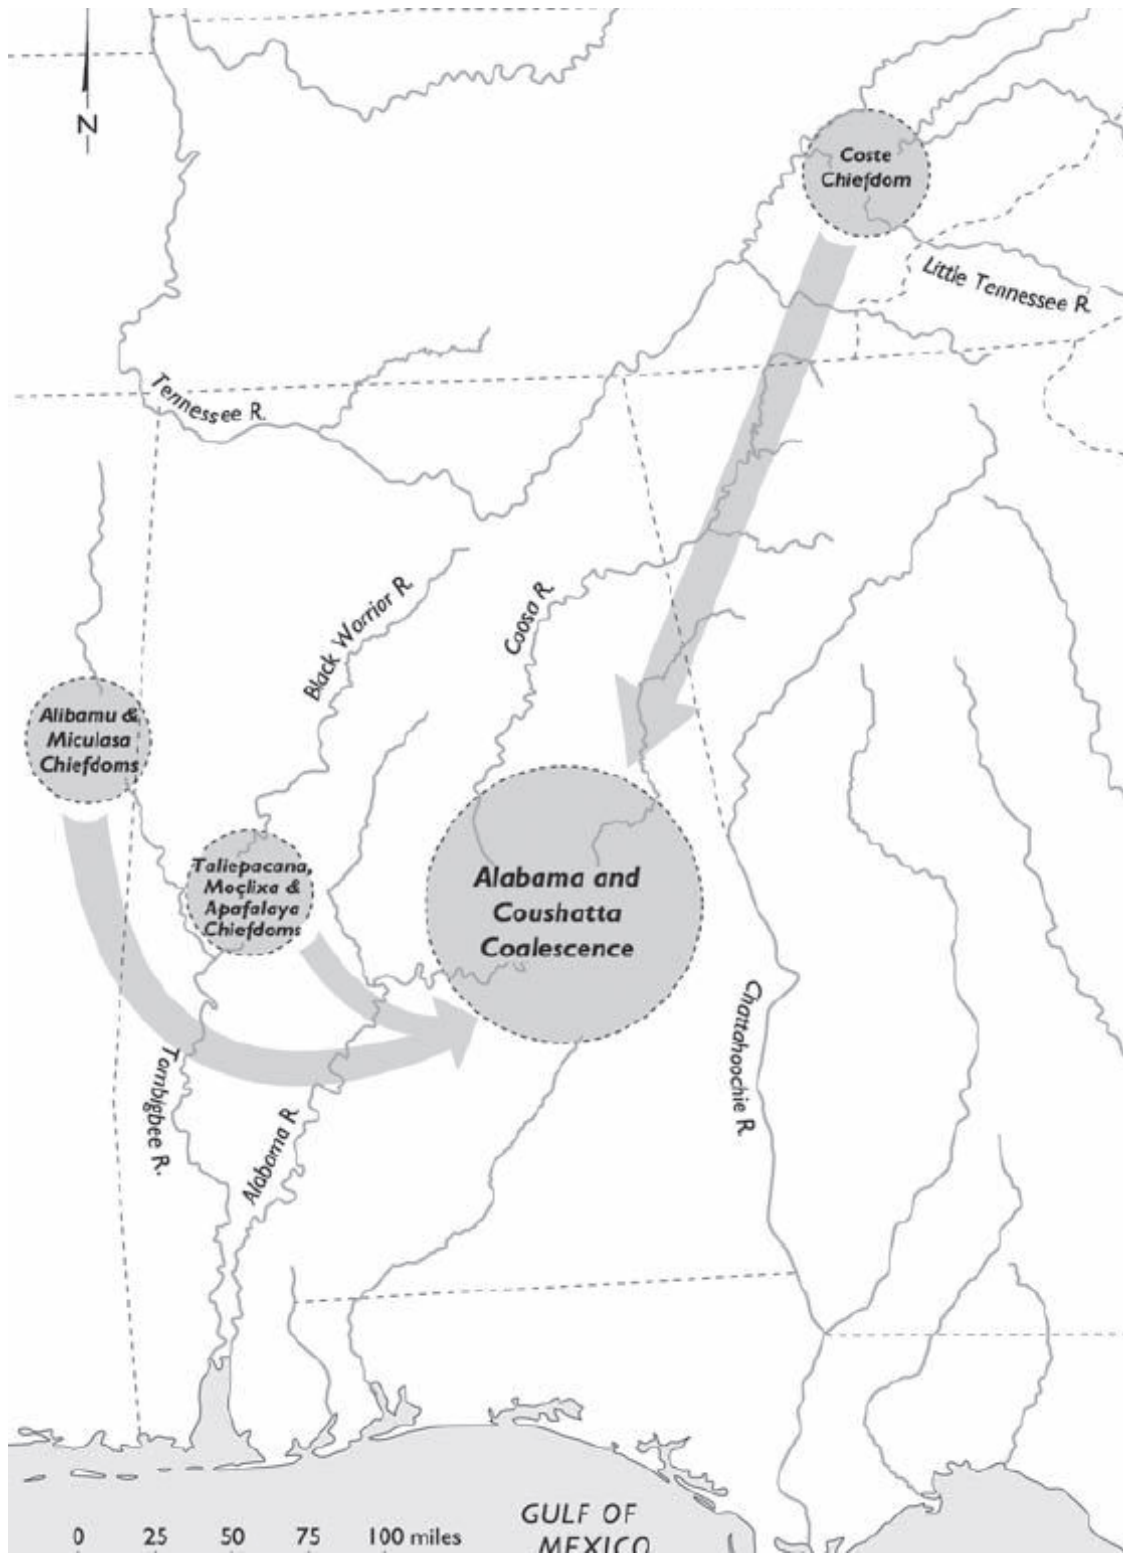 N
Coste
Chiefdom
Little Tennessee R.
Tennessee R.
Black Warrior R.
Coosa R.
Alibamu &
Miculasa
Chiefdoms
Taliepacana,
Moçlixa &
Apafalaya
Chiefdoms
Alabama and
Coushatta
Coalescence
Chattahoochie R.
Tombigbee R.
Alabama R.
GULF OF
MEXICO
0 25 50 75 100 miles